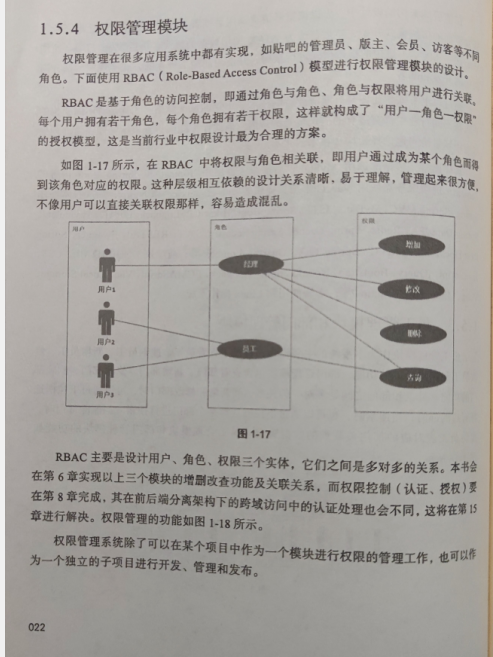 1.5.4 权限管理模块
权限管理在很多应用系统中都有实现，如贴吧的管理员、版主、会员、访客等不同
角色。下面使用RBAC（Role-Based Access Control）模型进行权限管理模块的设计。
RBAC是基于角色的访问控制，即通过角色与角色、角色与权限将用户进行关联。
每个用户拥有若干角色，每个角色拥有若干权限，这样就构成了“用户—角色—权限”
的授权模型，这是当前行业中权限设计最为合理的方案。
如图1-17所示，在RBAC中将权限与角色相关联，即用户通过成为某个角色而得
到该角色对应的权限。这种层级相互依赖的设计关系清晰、易于理解，管理起来很方便，
不像用户可以直接关联权限那样，容易造成混乱。
用户
角色
权限
增加
经理
用户1
修改
用户2
删除
员工
查询
用户3
图1-17
RBAC主要是设计用户、角色、权限三个实体，它们之间是多对多的关系。本书会
在第6章实现以上三个模块的增删改查功能及关联关系，而权限控制（认证、授权）要
在第8章完成，其在前后端分离架构下的跨域访问中的认证处理也会不同，这将在第15
章进行解决。权限管理的功能如图1-18所示。
权限管理系统除了可以在某个项目中作为一个模块进行权限的管理工作，也可以作
为一个独立的子项目进行开发、管理和发布。
022